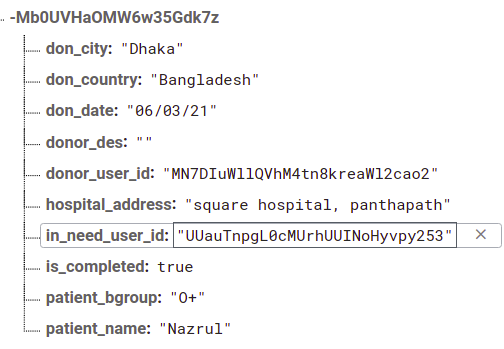 -Mb0UVHaOMW6w35Gdk7z
don_city: "Dhaka"
don_country: "Bangladesh"
don_date: "06/03/21"
donor_des: ""
donor_user_id: "MN7DIuWllQVhM4tn8kreaWl2cao2"
hospital_address: "square hospital, panthapath"
in_need_user_id: "UUauTnpgL0cMUrhUUINoHyvpy253"
is_completed: true
patient_bgroup: "O+"
patient_name: "Nazrul"